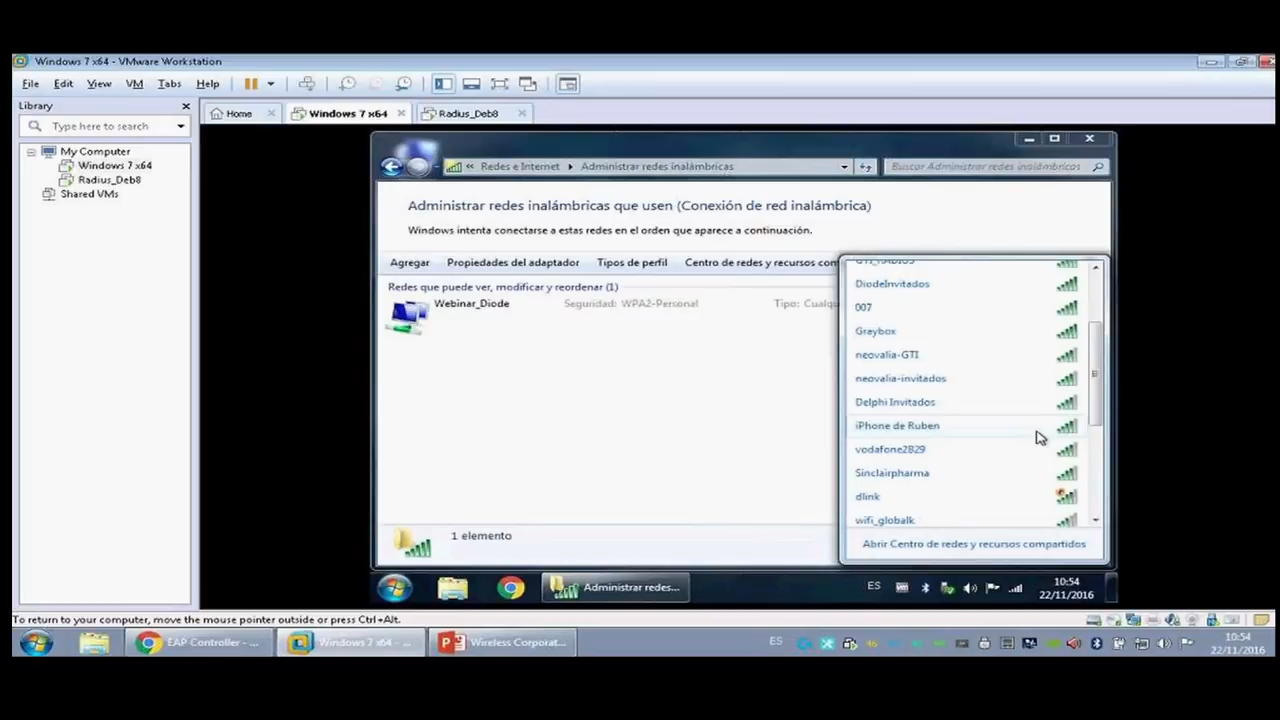 Windows 7 x64 - VMware Workstation
File Edit View VM Tabs Help
Library
Type here to search
My Computer
Windows 7 x64
Radius_Deb8
Shared VMs
Home
Windows 7 x64
Radius_Deb8
« Redes e Internet Administrar redes inalámbricas
Buscar Administrar redes inalámbricas
Administrar redes inalámbricas que usen (Conexión de red inalámbrica)
Windows intenta conectarse a estas redes en el orden que aparece a continuación.
Agregar Propiedades del adaptador Tipos de perfil Centro de redes y recursos com
Redes que puede ver, modificar y reordenar (1)
Webinar_Diode Seguridad: WPA2-Personal Tipo: Cualqu
GTI_RADIUS
DiodeInvitados
007
Graybox
neovalia-GTI
neovalia-invitados
Delphi Invitados
iPhone de Ruben
vodafone2B29
Sinclairpharma
dlink
wifi_globalk
Abrir Centro de redes y recursos compartidos
1 elemento
Administrar redes...
ES
10:54
22/11/2016
To return to your computer, move the mouse pointer outside or press Ctrl+Alt.
EAP Controller - ...
Windows 7 x64 - ...
Wireless Corporat...
ES
10:54
22/11/2016